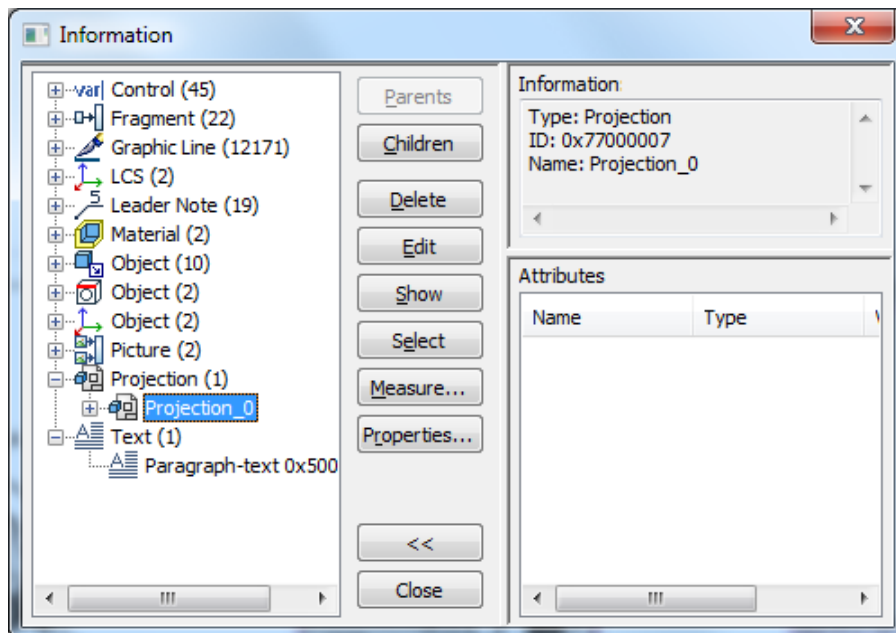 Information
var Control (45)
Fragment (22)
Graphic Line (12171)
LCS (2)
5 Leader Note (19)
Material (2)
Object (10)
Object (2)
Object (2)
Picture (2)
Projection (1)
Projection_0
A Text (1)
A Paragraph-text 0x500
Parents
Children
Delete
Edit
Show
Select
Measure...
Properties...
<<
Close
Information:
Type: Projection
ID: 0x77000007
Name: Projection_0
Attributes
Name Type